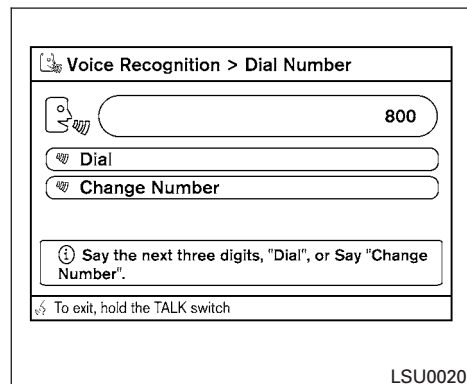 Voice Recognition > Dial Number
800
Dial
Change Number
Say the next three digits, "Dial", or Say "Change
Number".
To exit, hold the TALK switch
LSU0020